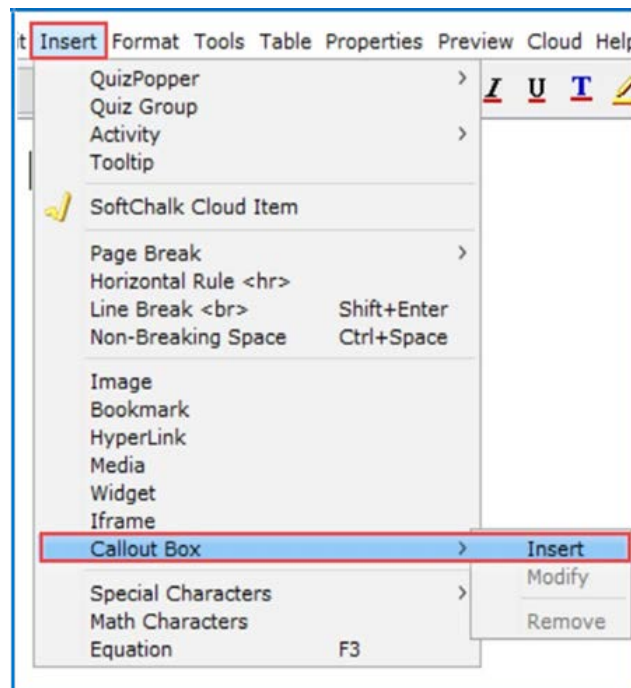 it Insert Format Tools Table Properties Preview Cloud Help
I U T
QuizPopper
Quiz Group
Activity
Tooltip
SoftChalk Cloud Item
Page Break
Horizontal Rule <hr>
Line Break <br> Shift+Enter
Non-Breaking Space Ctrl+Space
Image
Bookmark
HyperLink
Media
Widget
Iframe
Callout Box Insert
Modify
Special Characters
Remove
Math Characters
Equation F3